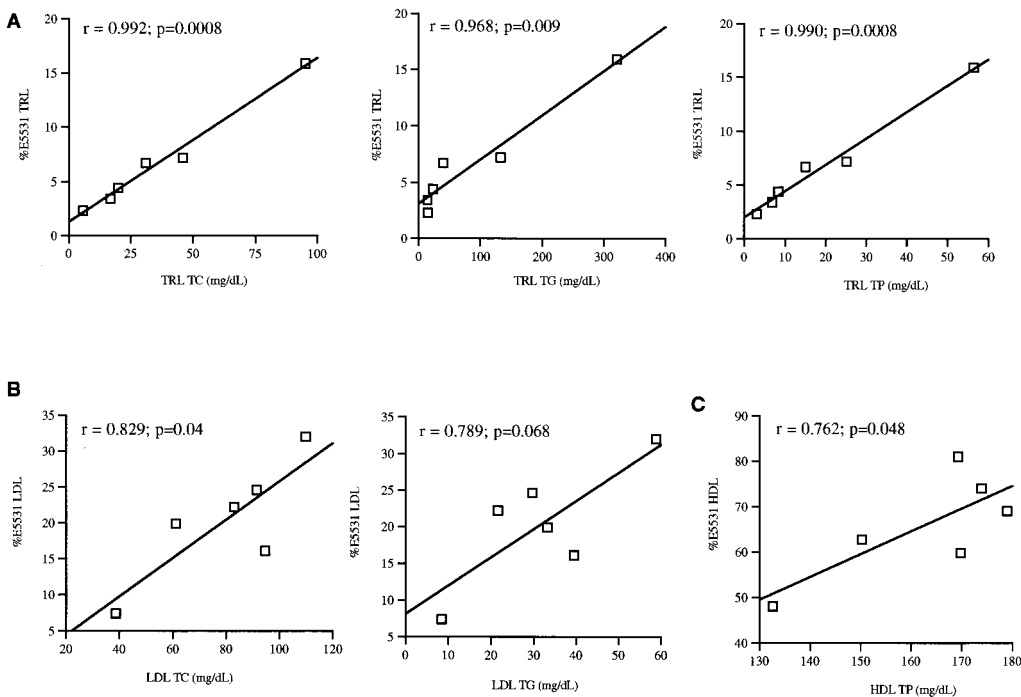 A
r = 0.992; p=0.0008
%E5531 TRL
20
15
10
5
0
0 25 50 75 100
TRL TC (mg/dL)
r = 0.968; p=0.009
%E5531 TRL
20
15
10
5
0
0 100 200 300 400
TRL TG (mg/dL)
r = 0.990; p=0.0008
%E5531 TRL
20
15
10
5
0
0 10 20 30 40 50 60
TRL TP (mg/dL)
B
r = 0.829; p=0.04
%E5531 LDL
35
30
25
20
15
10
5
20 40 60 80 100 120
LDL TC (mg/dL)
r = 0.789; p=0.068
%E5531 LDL
35
30
25
20
15
10
5
0 10 20 30 40 50 60
LDL TG (mg/dL)
C
r = 0.762; p=0.048
%E5531 HDL
90
80
70
60
50
40
130 140 150 160 170 180
HDL TP (mg/dL)